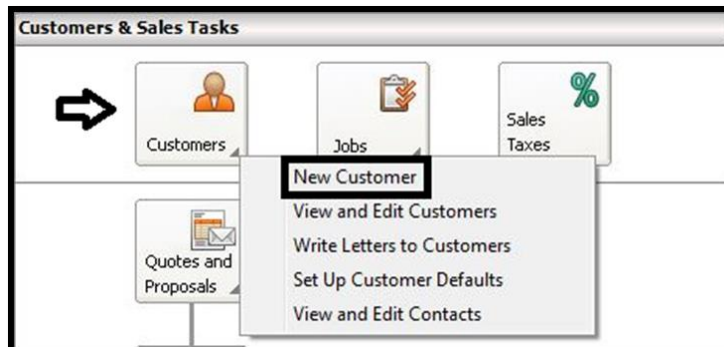 Customers & Sales Tasks
Customers
Jobs
Sales
Taxes
%
New Customer
View and Edit Customers
Write Letters to Customers
Set Up Customer Defaults
View and Edit Contacts
Quotes and
Proposals